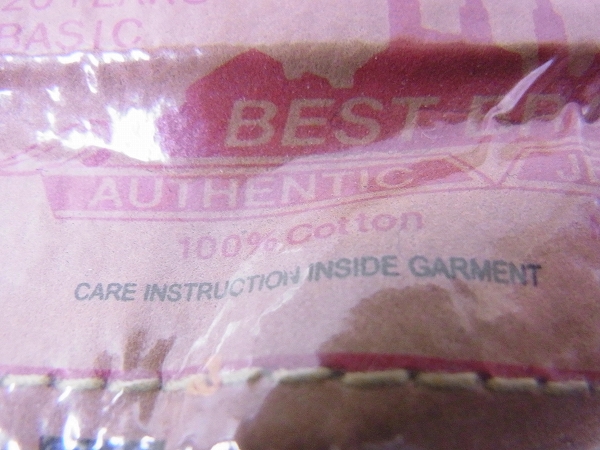 BASIC
BEST
AUTHENTIC
100% Cotton
CARE INSTRUCTION INSIDE GARMENT